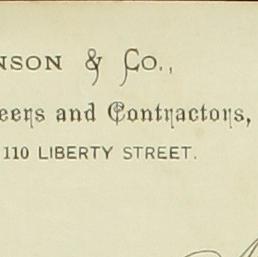 NSON & Co.,
eers and Contractors,
110 LIBERTY STREET.